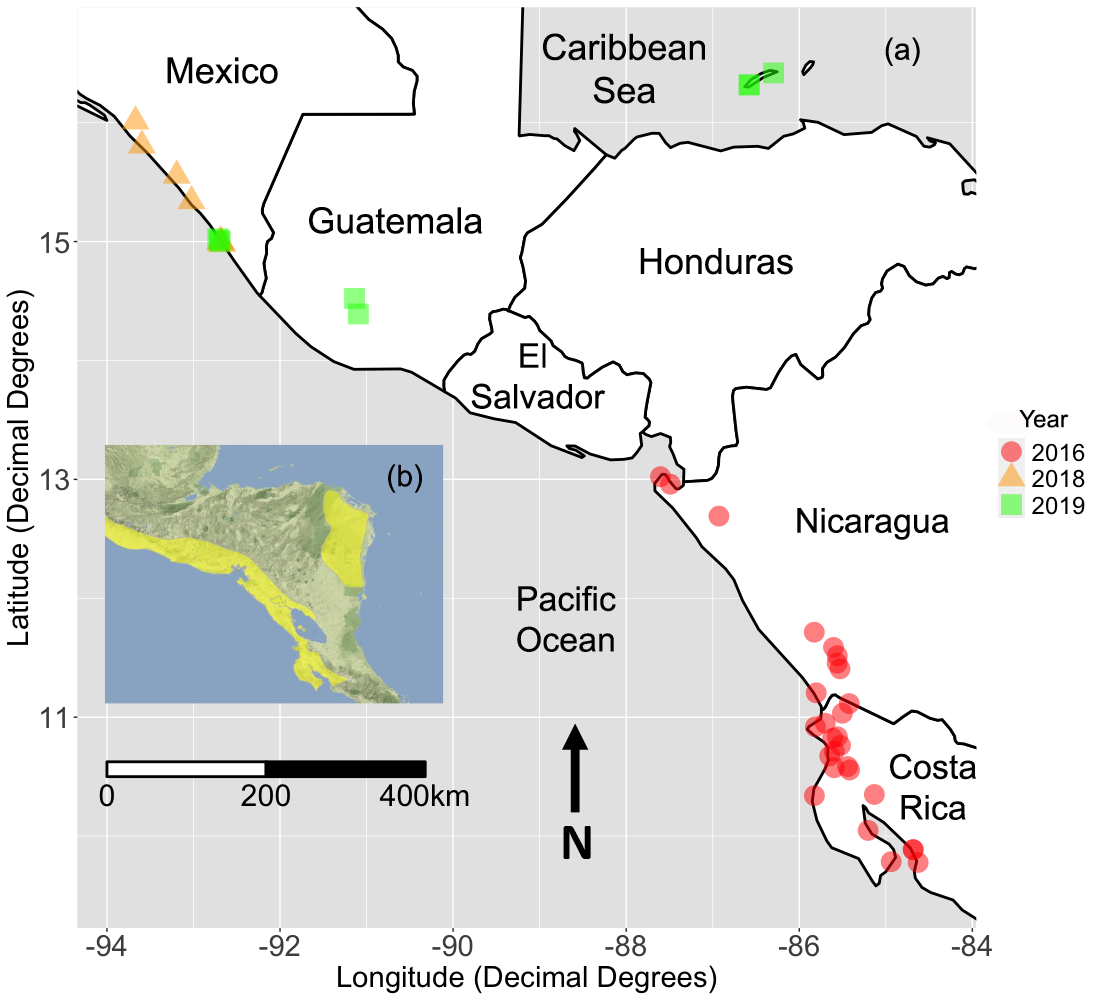 Mexico
Caribbean
Sea
(a)
Guatemala
Honduras
El
Salvador
Nicaragua
Pacific
Ocean
Costa
Rica
(b)
0
200
400km
N
15
13
11
Latitude (Decimal Degrees)
-94
-92
-90
-88
-86
-84
Longitude (Decimal Degrees)
Year
2016
2018
2019